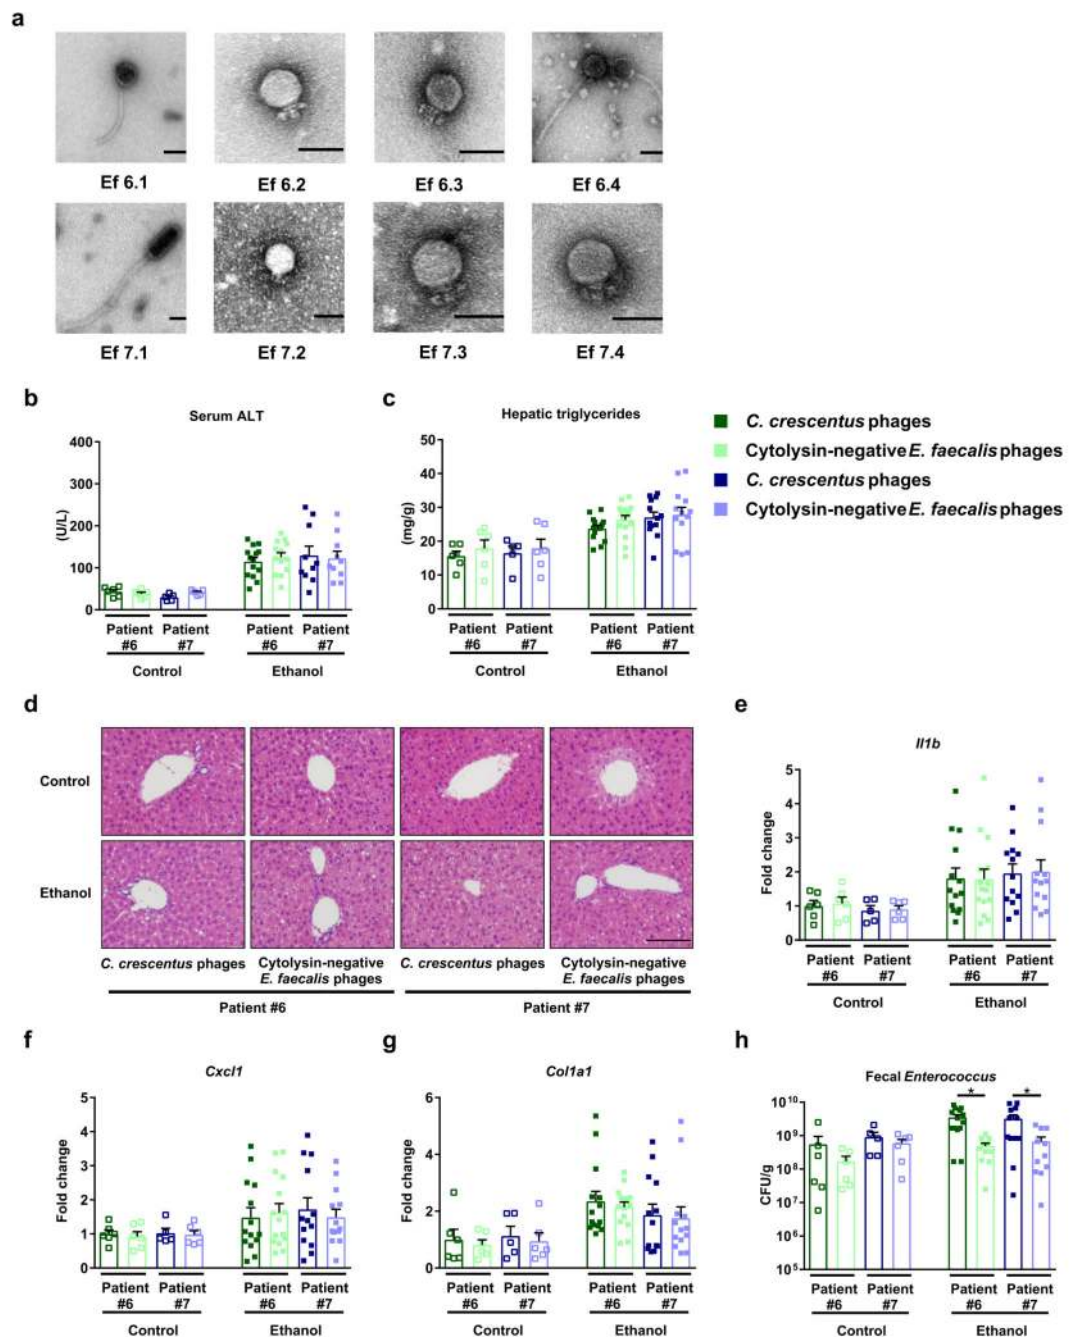 a
Ef 6.1 Ef 6.2 Ef 6.3 Ef 6.4
Ef 7.1 Ef 7.2 Ef 7.3 Ef 7.4
b
Serum ALT
(U/L)
400
300
200
100
0
Patient #6 Patient #7 Patient #6 Patient #7
Control Ethanol
c
Hepatic triglycerides
(mg/g)
50
40
30
20
10
0
Patient #6 Patient #7 Patient #6 Patient #7
Control Ethanol
C. crescentus phages
Cytolysin-negative E. faecalis phages
C. crescentus phages
Cytolysin-negative E. faecalis phages
d
Control
Ethanol
C. crescentus phages Cytolysin-negative E. faecalis phages C. crescentus phages Cytolysin-negative E. faecalis phages
Patient #6 Patient #7
e
Il1b
Fold change
5
4
3
2
1
0
Patient #6 Patient #7 Patient #6 Patient #7
Control Ethanol
f
Cxcl1
Fold change
5
4
3
2
1
0
Patient #6 Patient #7 Patient #6 Patient #7
Control Ethanol
g
Col1a1
Fold change
6
4
2
0
Patient #6 Patient #7 Patient #6 Patient #7
Control Ethanol
h
Fecal Enterococcus
* *
CFU/g
10¹⁰
10⁹
10⁸
10⁷
10⁶
10⁵
Patient #6 Patient #7 Patient #6 Patient #7
Control Ethanol